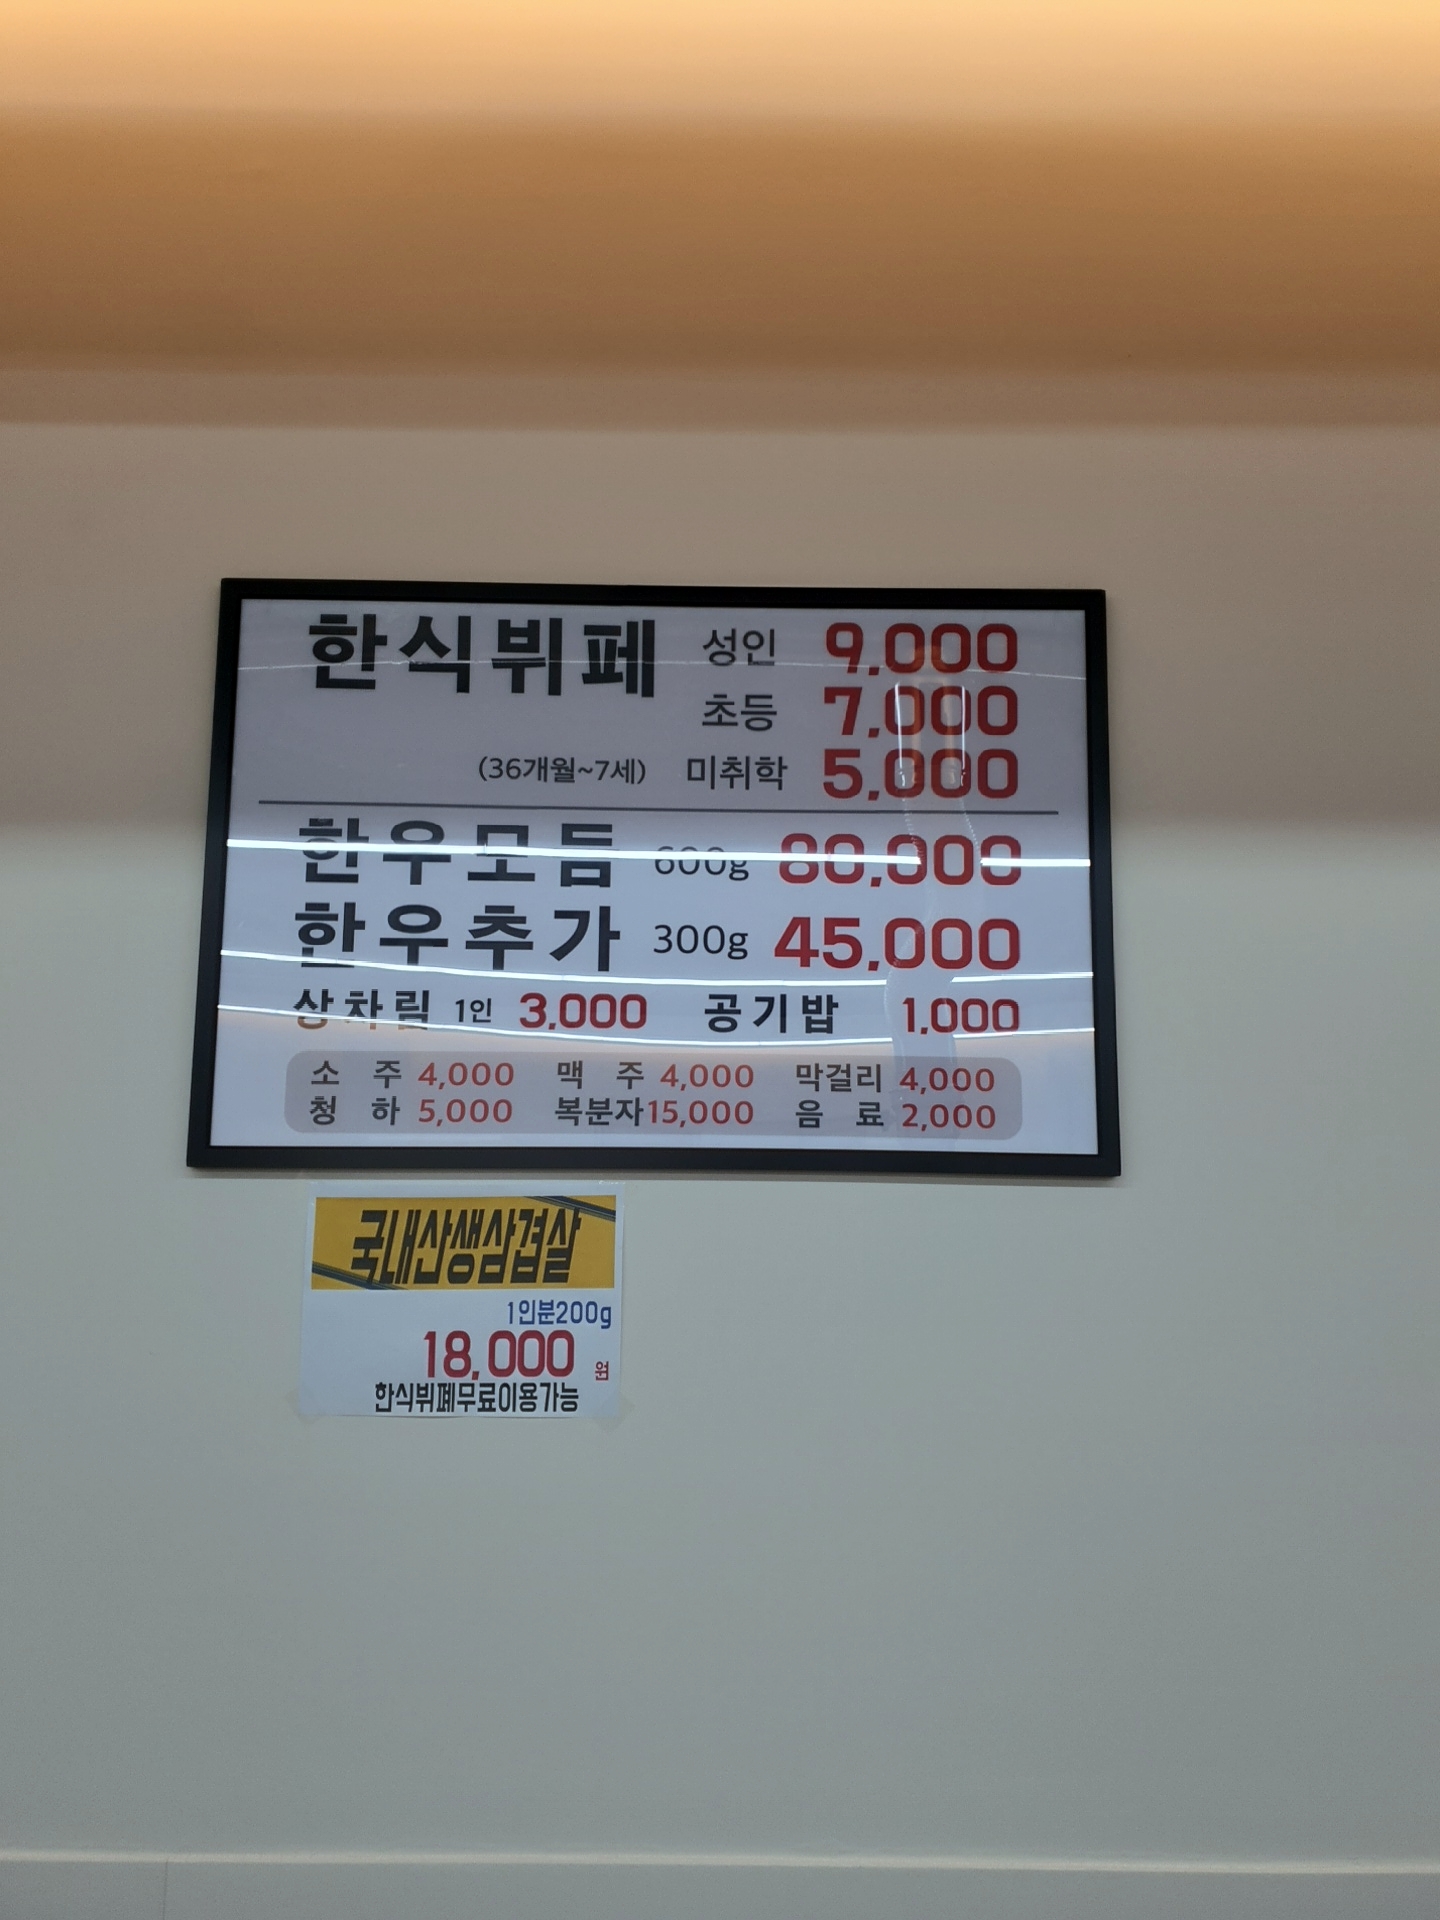 한식뷔페 성인 9,000
초등 7,000
(36개월~7세) 미취학 5,000
한우모듬 600g 80,000
한우추가 300g 45,000
상차림 1인 3,000 공기밥 1,000
소 주 4,000 맥 주 4,000 막걸리 4,000
청 하 5,000 복분자 15,000 음 료 2,000
국내산생삼겹살
1인분200g
18,000 원
한식뷔폐무료이용가능